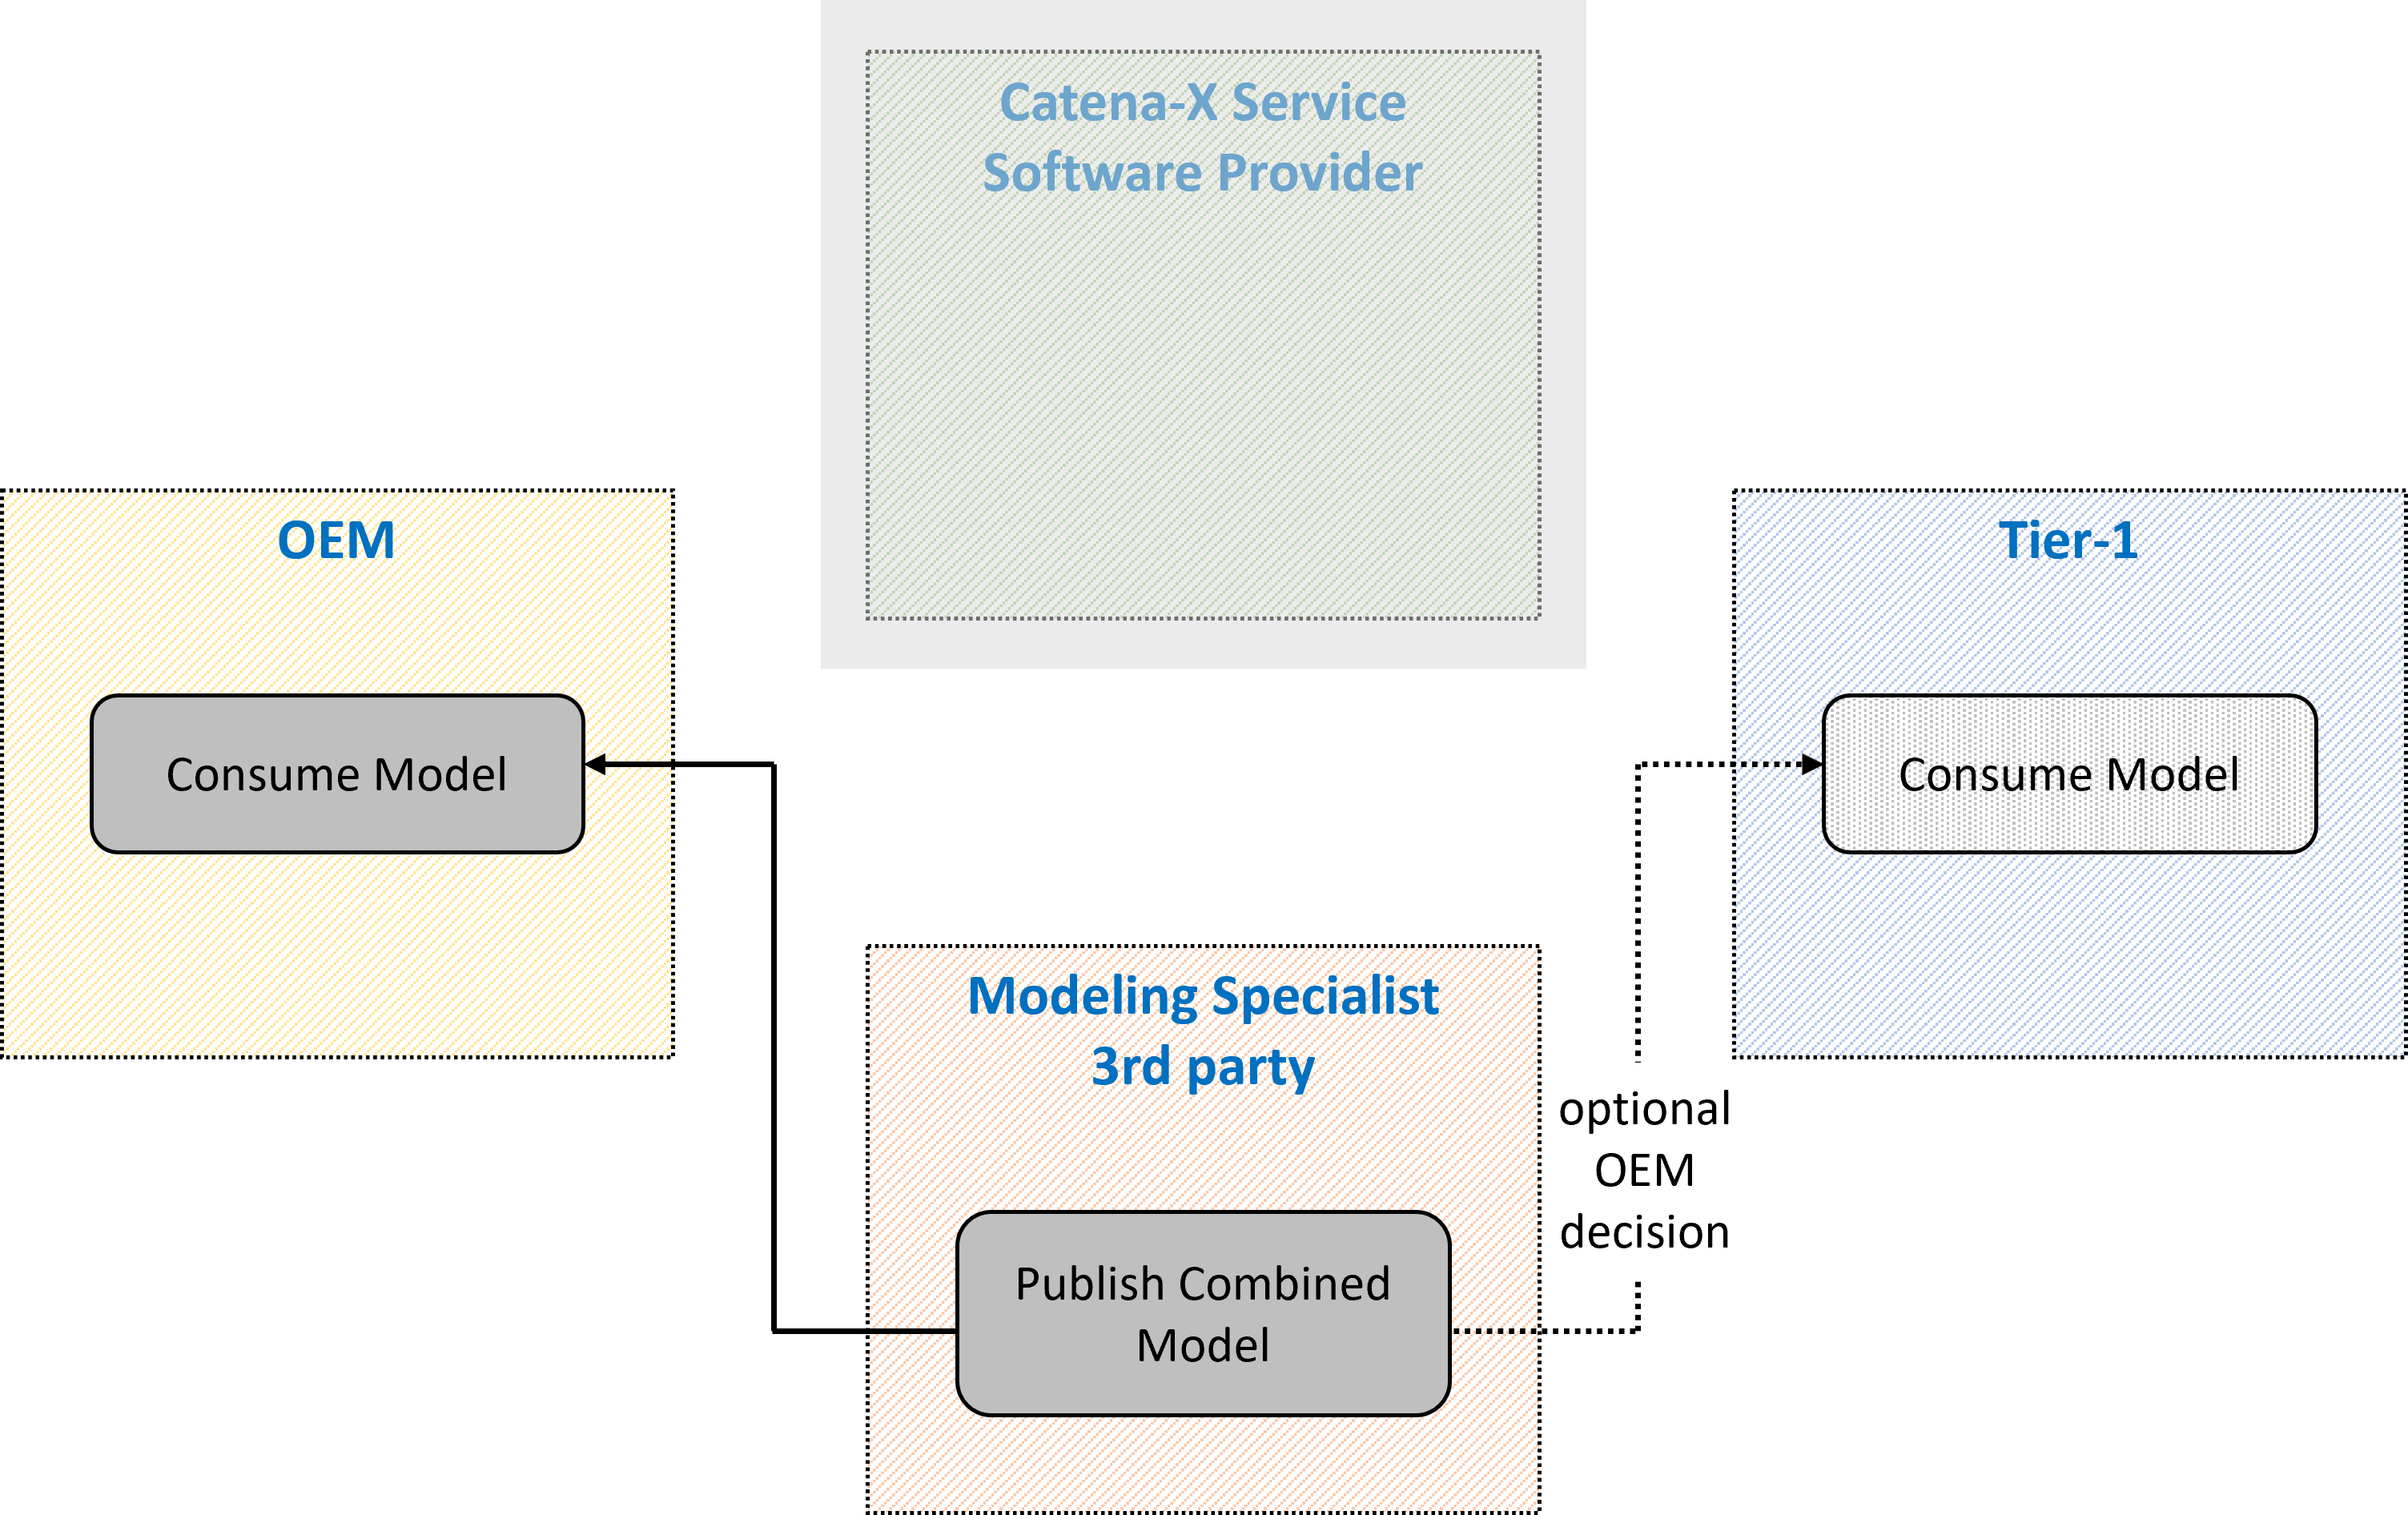 Catena-X Service
Software Provider
OEM
Tier-1
Consume Model
Consume Model
Modeling Specialist
3rd party
optional
OEM
decision
Publish Combined
Model